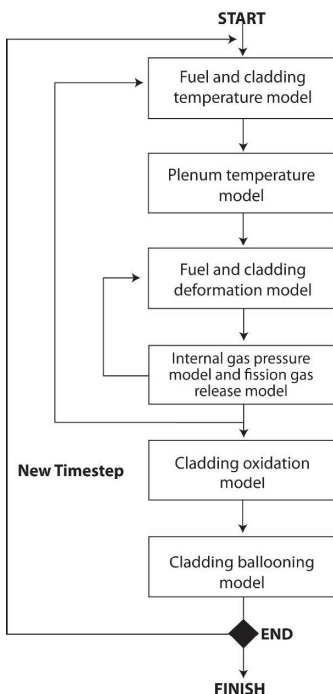 START
Fuel and cladding
temperature model
Plenum temperature
model
Fuel and cladding
deformation model
Internal gas pressure
model and fission gas
release model
Cladding oxidation
model
New Timestep
Cladding ballooning
model
END
FINISH